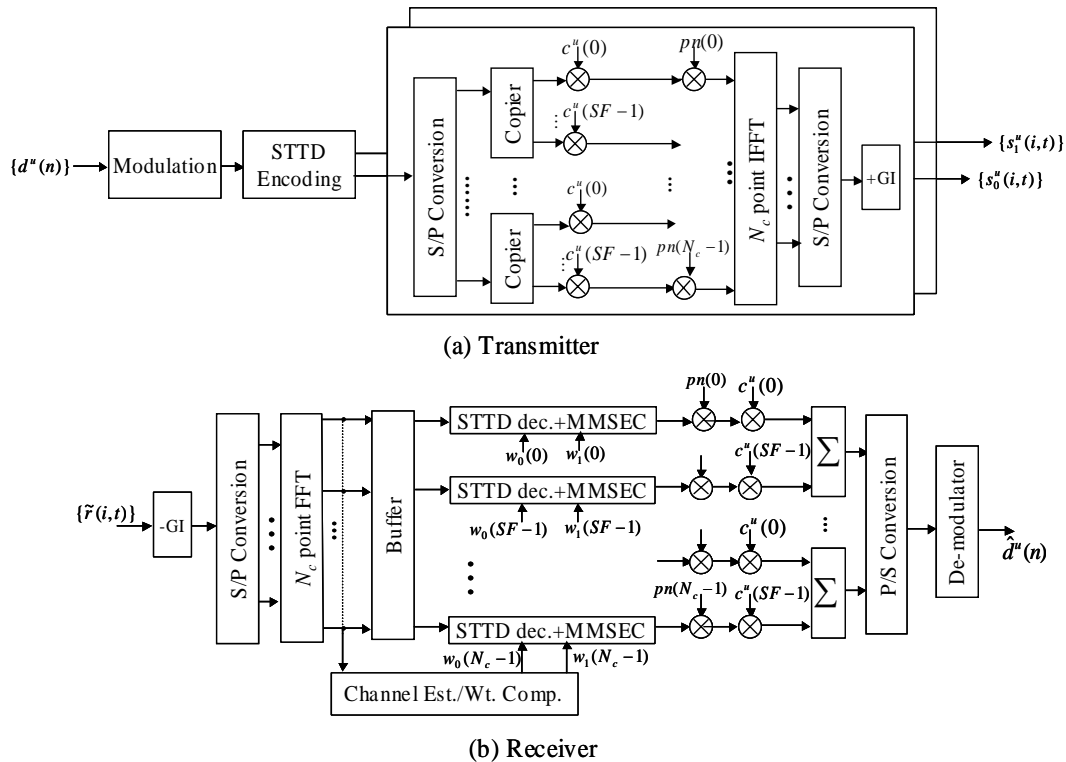 c^u(0)
pn(0)
c^u(SF-1)
{d^u(n)}
Modulation
STTD
Encoding
S/P Conversion
Copier
Copier
c^u(0)
c^u(SF-1)
pn(N_c-1)
N_c point IFFT
S/P Conversion
+GI
{s_1^u(i,t)}
{s_0^u(i,t)}
(a) Transmitter
pn(0)
c^u(0)
STTD dec.+MMSEC
w_0(0)
w_1(0)
c^u(SF-1)
STTD dec.+MMSEC
w_0(SF-1)
w_1(SF-1)
{r̃(i,t)}
-GI
S/P Conversion
N_c point FFT
Buffer
c^u(0)
pn(N_c-1)
c^u(SF-1)
STTD dec.+MMSEC
w_0(N_c-1)
w_1(N_c-1)
Σ
Σ
P/S Conversion
De-modulator
d̂^u(n)
Channel Est./Wt. Comp.
(b) Receiver